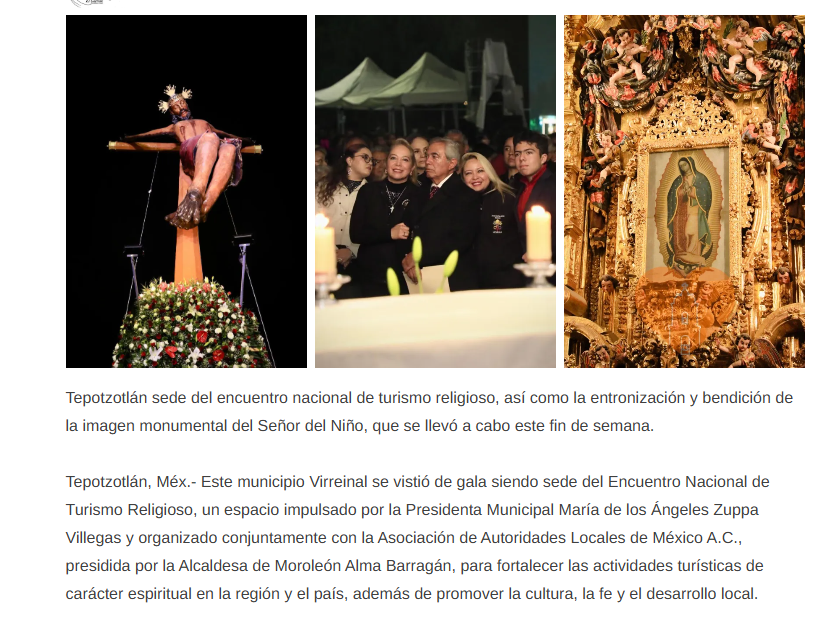 Tepotzotlán sede del encuentro nacional de turismo religioso, así como la entronización y bendición de
la imagen monumental del Señor del Niño, que se llevó a cabo este fin de semana.
Tepotzotlán, Méx.- Este municipio Virreinal se vistió de gala siendo sede del Encuentro Nacional de
Turismo Religioso, un espacio impulsado por la Presidenta Municipal María de los Ángeles Zuppa
Villegas y organizado conjuntamente con la Asociación de Autoridades Locales de México A.C.,
presidida por la Alcaldesa de Moroleón Alma Barragán, para fortalecer las actividades turísticas de
carácter espiritual en la región y el país, además de promover la cultura, la fe y el desarrollo local.